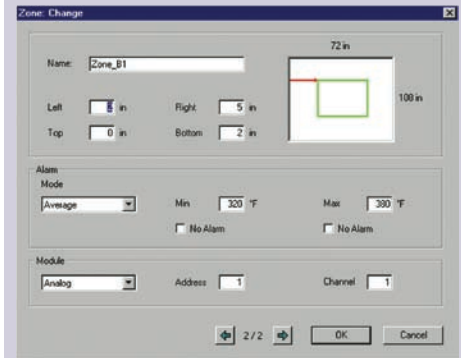 Zone: Change
72 in
Name: Zone_B1
100 in
Left in Right 5 in
Top 0 in Bottom 2 in
Alarm
Mode
Average Min 320 °F Max 380 °F
No Alarm No Alarm
Module
Analog Address 1 Channel 1
2 / 2 OK Cancel